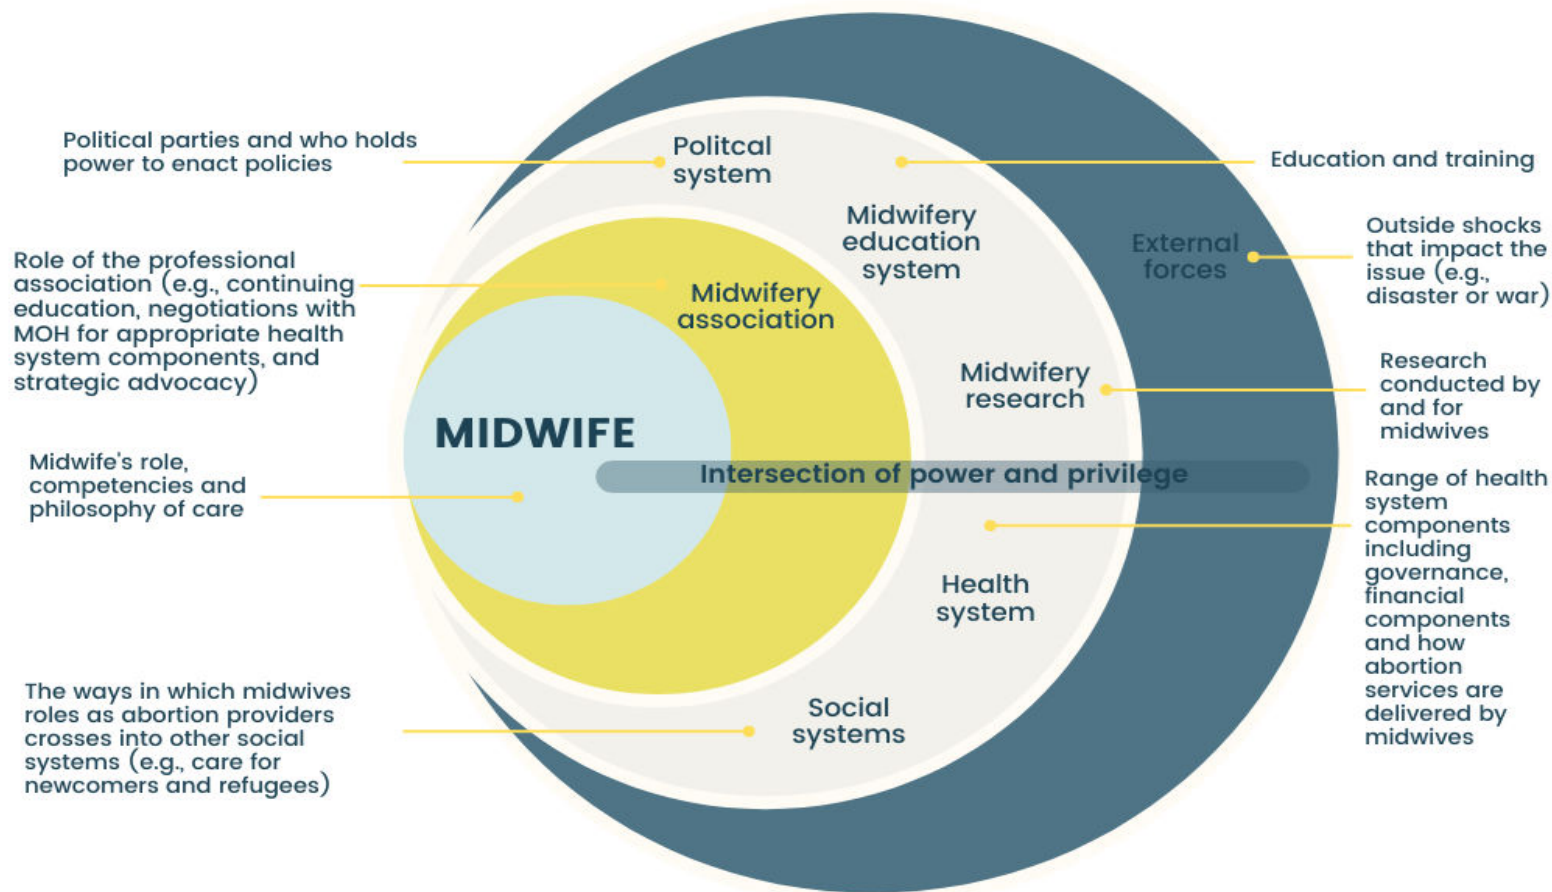 Political parties and who holds
power to enact policies
Politcal
system
Education and training
Midwifery
education
system
External
forces
Outside shocks
that impact the
issue (e.g.,
disaster or war)
Role of the professional
association (e.g., continuing
education, negotiations with
MOH for appropriate health
system components, and
strategic advocacy)
Midwifery
association
Midwifery
research
Research
conducted by
and for
midwives
MIDWIFE
Intersection of power and privilege
Midwife's role,
competencies and
philosophy of care
Range of health
system
components
including
governance,
financial
components
and how
abortion
services are
delivered by
midwives
Health
system
The ways in which midwives
roles as abortion providers
crosses into other social
systems (e.g., care for
newcomers and refugees)
Social
systems